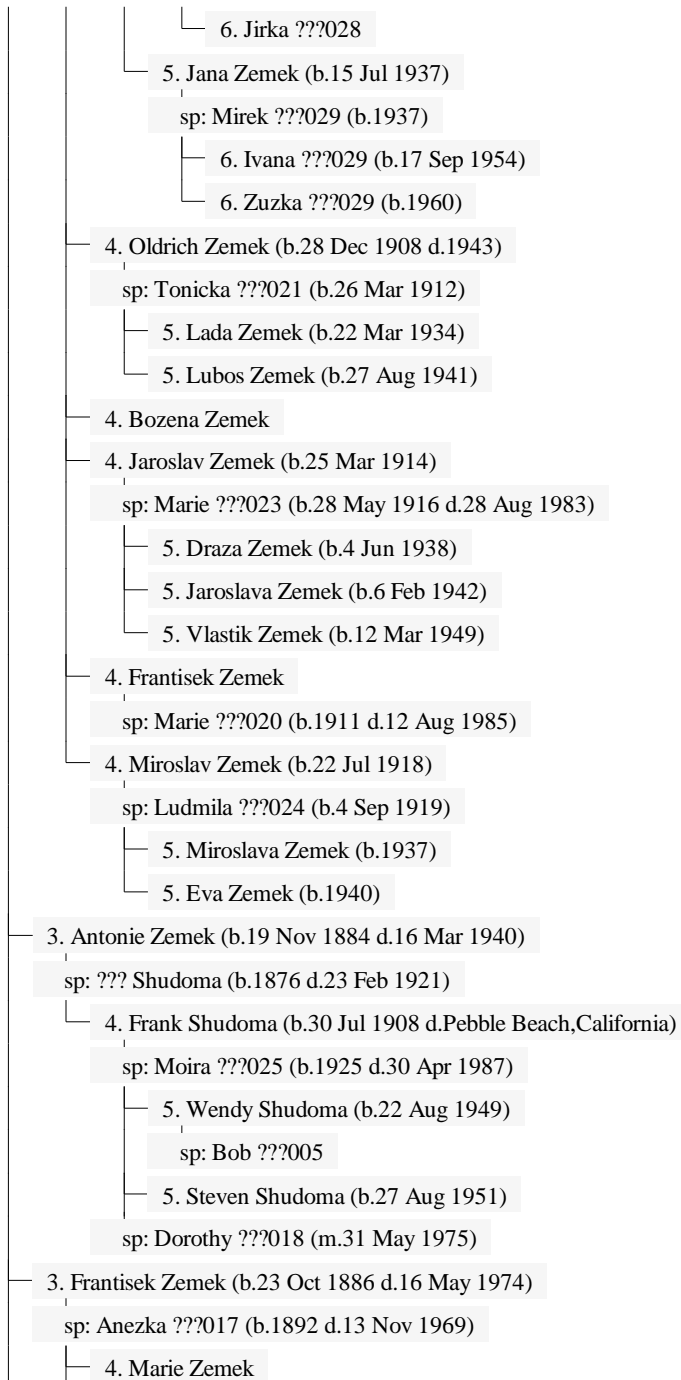 6. Jirka ???028
5. Jana Zemek (b.15 Jul 1937)
sp: Mirek ???029 (b.1937)
6. Ivana ???029 (b.17 Sep 1954)
6. Zuzka ???029 (b.1960)
4. Oldrich Zemek (b.28 Dec 1908 d.1943)
sp: Tonicka ???021 (b.26 Mar 1912)
5. Lada Zemek (b.22 Mar 1934)
5. Lubos Zemek (b.27 Aug 1941)
4. Bozena Zemek
4. Jaroslav Zemek (b.25 Mar 1914)
sp: Marie ???023 (b.28 May 1916 d.28 Aug 1983)
5. Draza Zemek (b.4 Jun 1938)
5. Jaroslava Zemek (b.6 Feb 1942)
5. Vlastik Zemek (b.12 Mar 1949)
4. Frantisek Zemek
sp: Marie ???020 (b.1911 d.12 Aug 1985)
4. Miroslav Zemek (b.22 Jul 1918)
sp: Ludmila ???024 (b.4 Sep 1919)
5. Miroslava Zemek (b.1937)
5. Eva Zemek (b.1940)
3. Antonie Zemek (b.19 Nov 1884 d.16 Mar 1940)
sp: ??? Shudoma (b.1876 d.23 Feb 1921)
4. Frank Shudoma (b.30 Jul 1908 d.Pebble Beach,California)
sp: Moira ???025 (b.1925 d.30 Apr 1987)
5. Wendy Shudoma (b.22 Aug 1949)
sp: Bob ???005
5. Steven Shudoma (b.27 Aug 1951)
sp: Dorothy ???018 (m.31 May 1975)
3. Frantisek Zemek (b.23 Oct 1886 d.16 May 1974)
sp: Anezka ???017 (b.1892 d.13 Nov 1969)
4. Marie Zemek